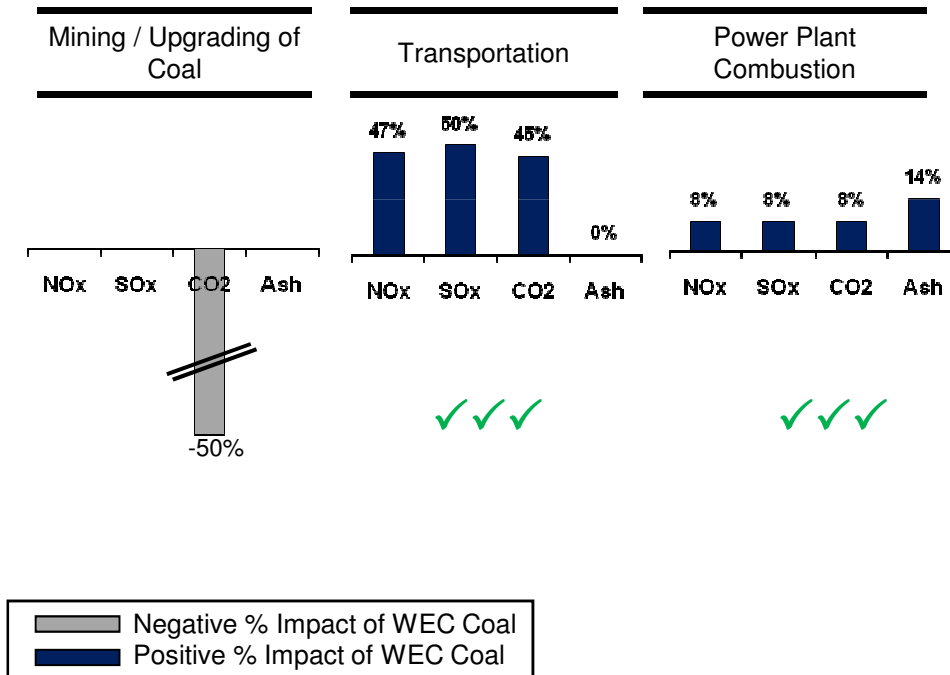 Mining / Upgrading of
Coal
Transportation
Power Plant
Combustion
47%
50%
45%
0%
8%
8%
8%
14%
NOx
SOx
CO2
Ash
NOx
SOx
CO2
Ash
NOx
SOx
CO2
Ash
-50%
Negative % Impact of WEC Coal
Positive % Impact of WEC Coal